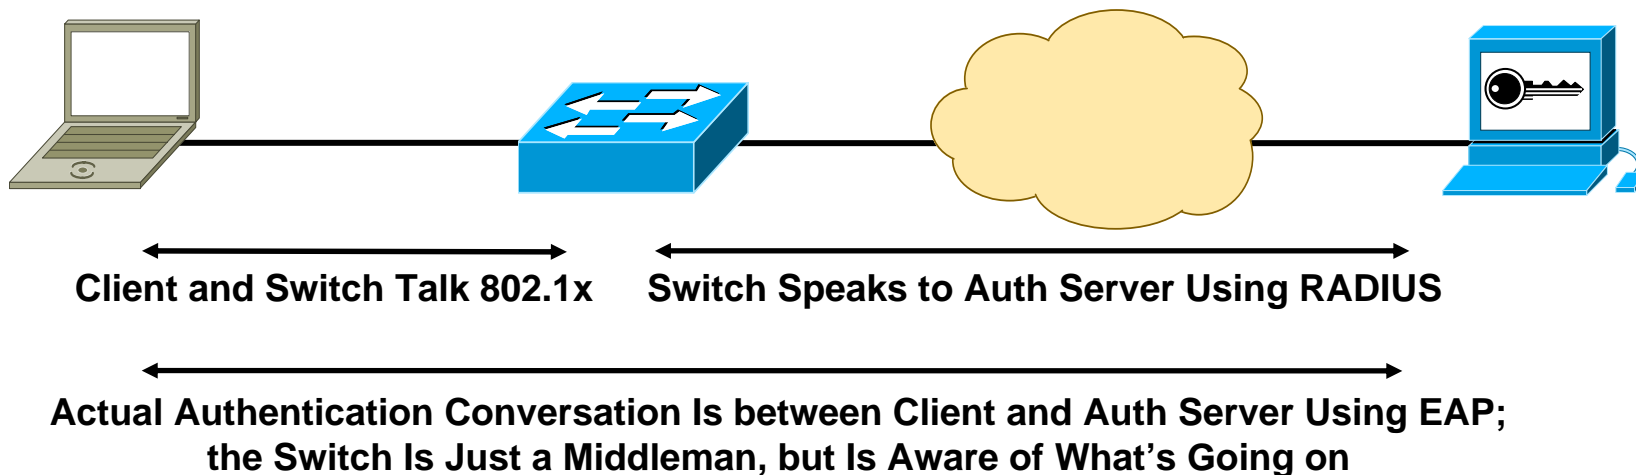 Client and Switch Talk 802.1x
Switch Speaks to Auth Server Using RADIUS
Actual Authentication Conversation Is between Client and Auth Server Using EAP;
the Switch Is Just a Middleman, but Is Aware of What’s Going on